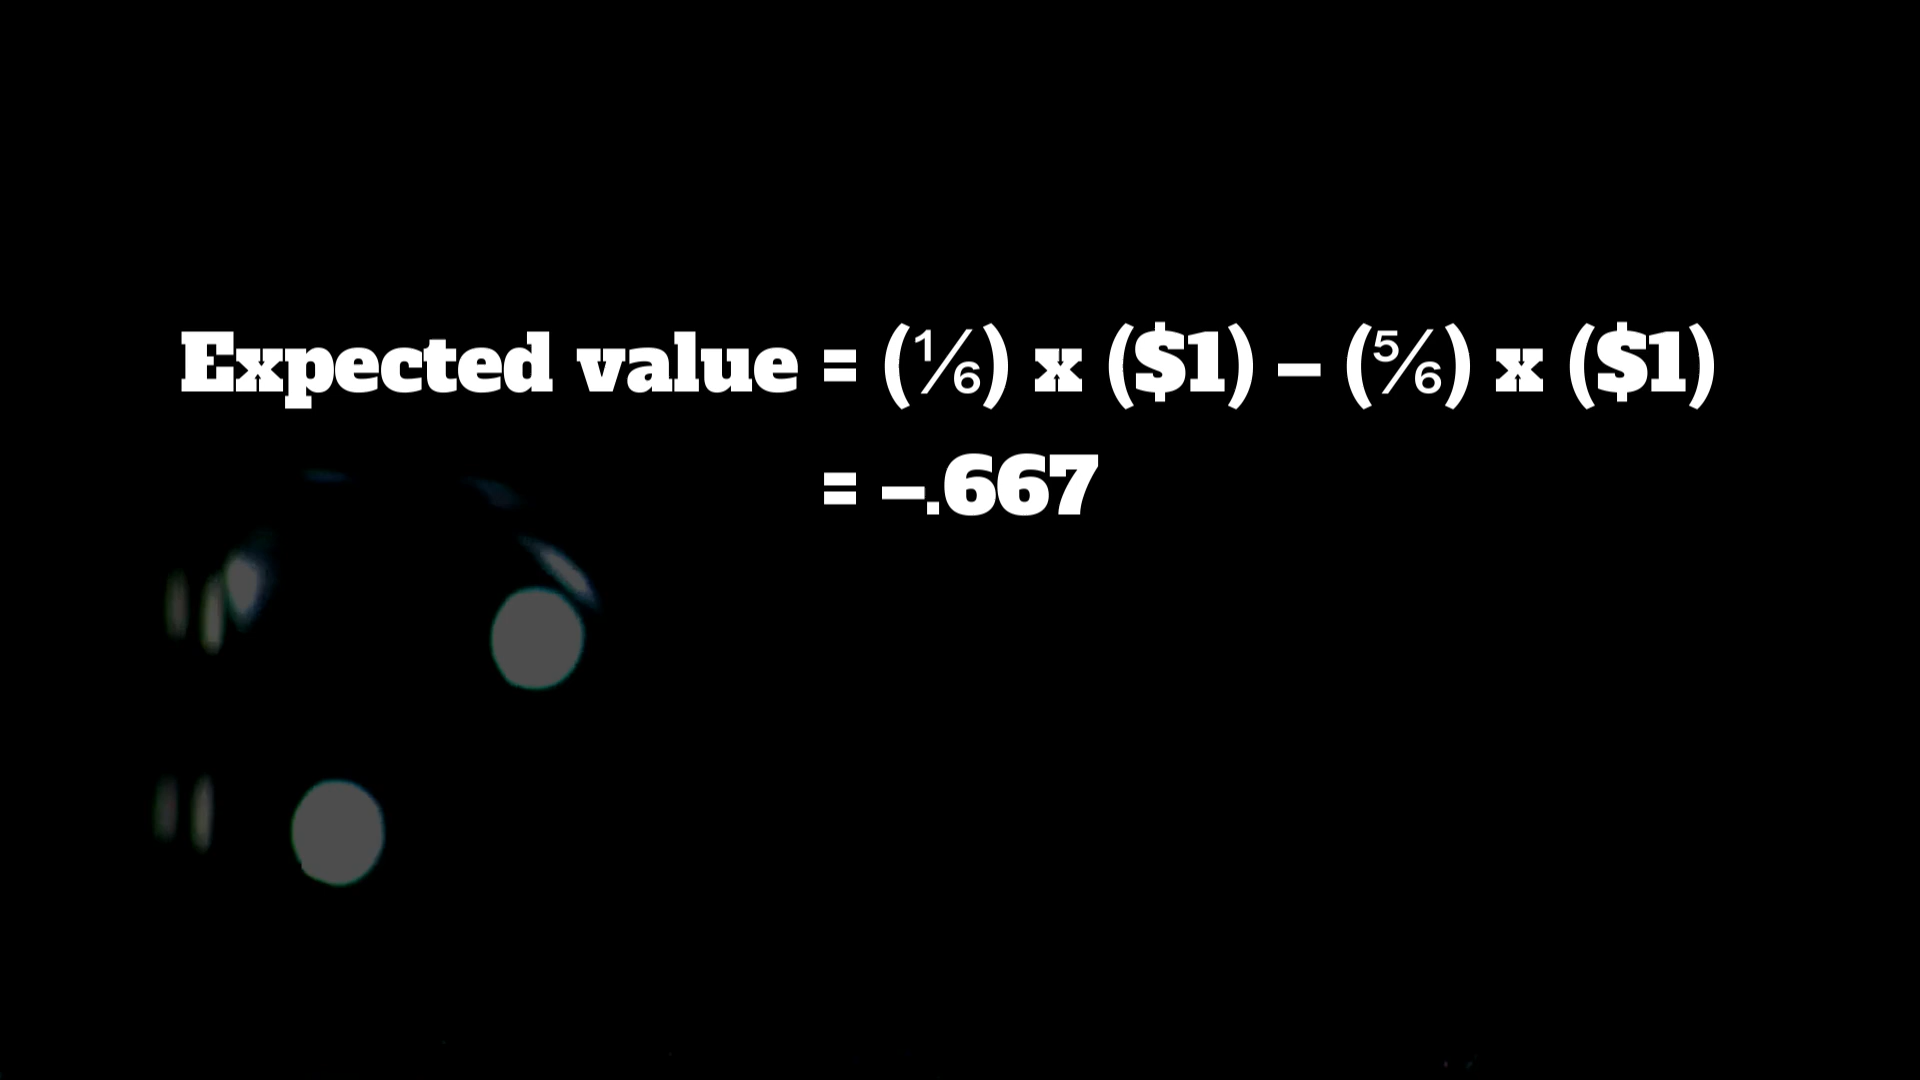 Expected value = (⅙) x ($1) – (⅚) x ($1)
= –.667